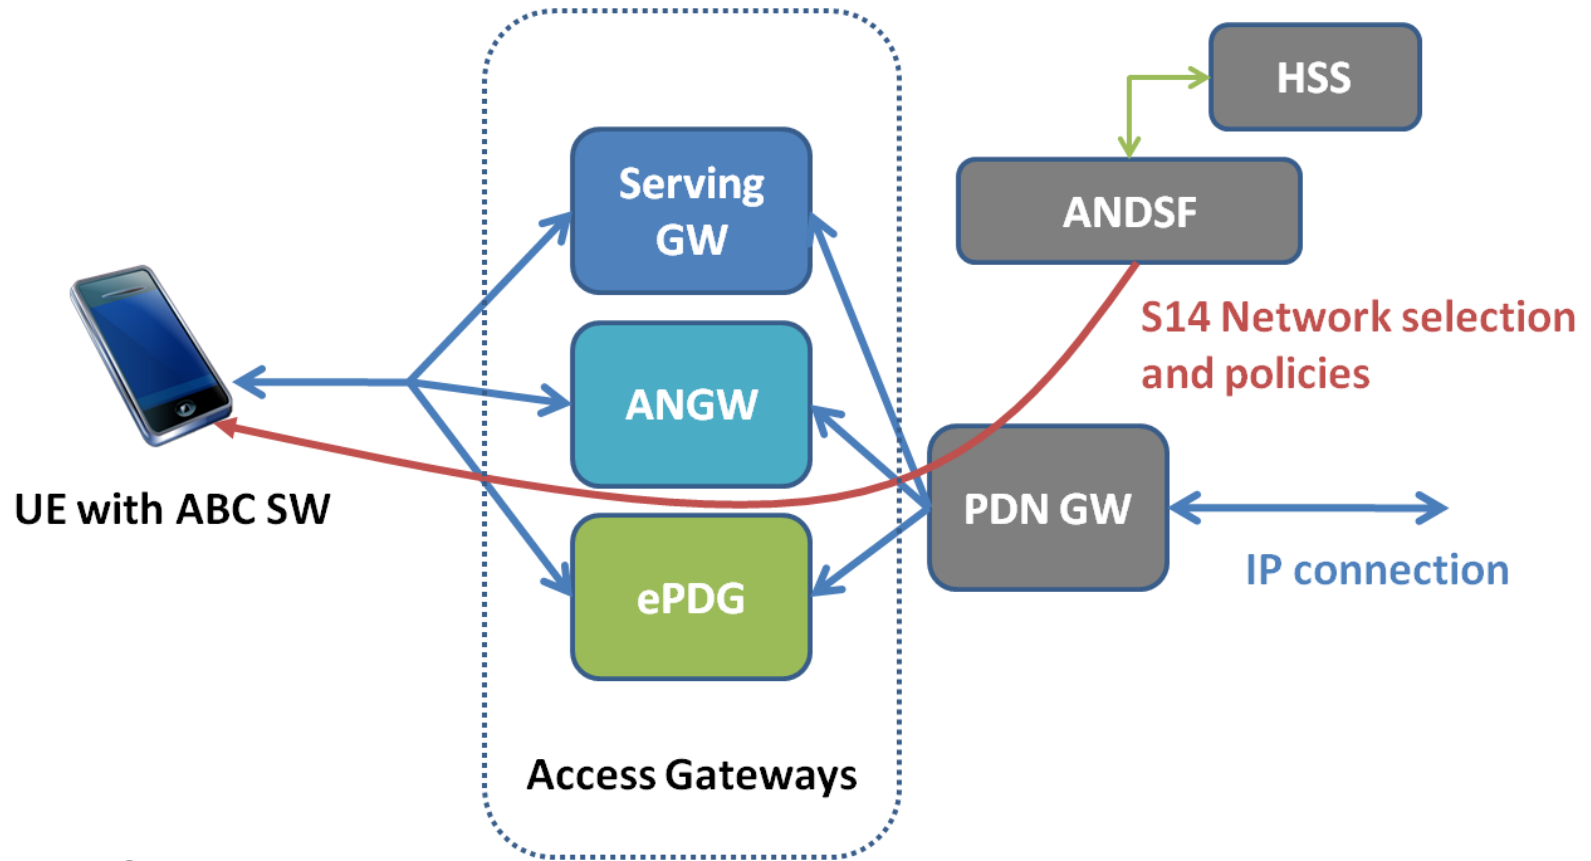 HSS
Serving
GW
ANDSF
S14 Network selection
and policies
ANGW
UE with ABC SW
PDN GW
IP connection
ePDG
Access Gateways